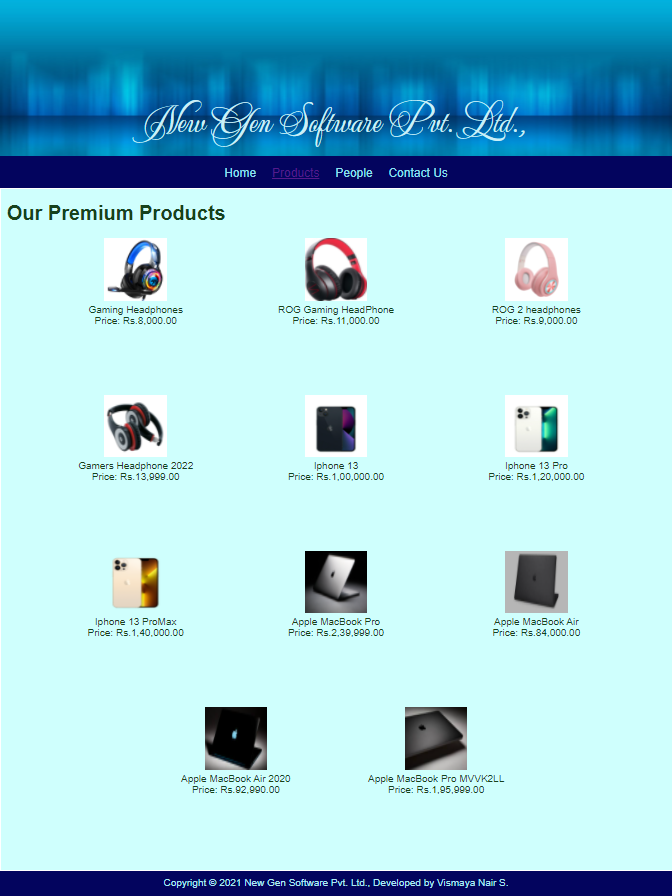 New Gen Software Pvt. Ltd.,
Home Products People Contact Us
Our Premium Products
Gaming Headphones
Price: Rs.8,000.00
ROG Gaming HeadPhone
Price: Rs.11,000.00
ROG 2 headphones
Price: Rs.9,000.00
Gamers Headphone 2022
Price: Rs.13,999.00
Iphone 13
Price: Rs.1,00,000.00
Iphone 13 Pro
Price: Rs.1,20,000.00
Iphone 13 ProMax
Price: Rs.1,40,000.00
Apple MacBook Pro
Price: Rs.2,39,999.00
Apple MacBook Air
Price: Rs.84,000.00
Apple MacBook Air 2020
Price: Rs.92,990.00
Apple MacBook Pro MVVK2LL
Price: Rs.1,95,999.00
Copyright © 2021 New Gen Software Pvt. Ltd., Developed by Vismaya Nair S.